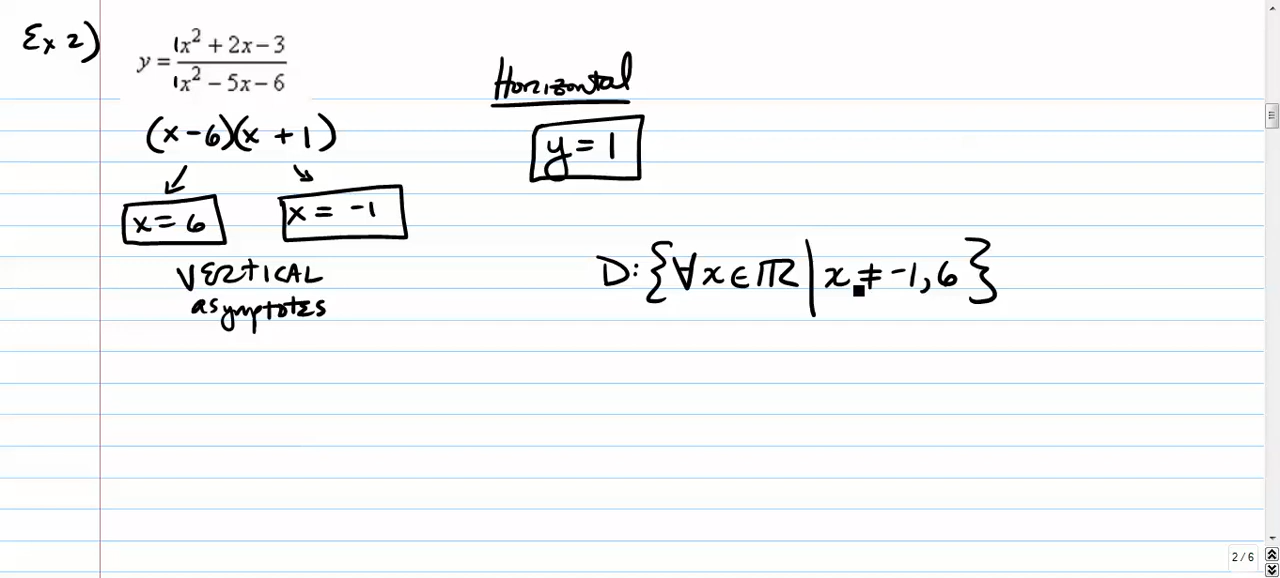 Ex 2)
y = 1x² + 2x − 3 / 1x² − 5x − 6
(x − 6)(x + 1)
x = 6
x = −1
VERTICAL
asymptotes
Horizontal
y = 1
D: {∀x ∈ ℝ | x ≠ −1, 6}
2 / 6